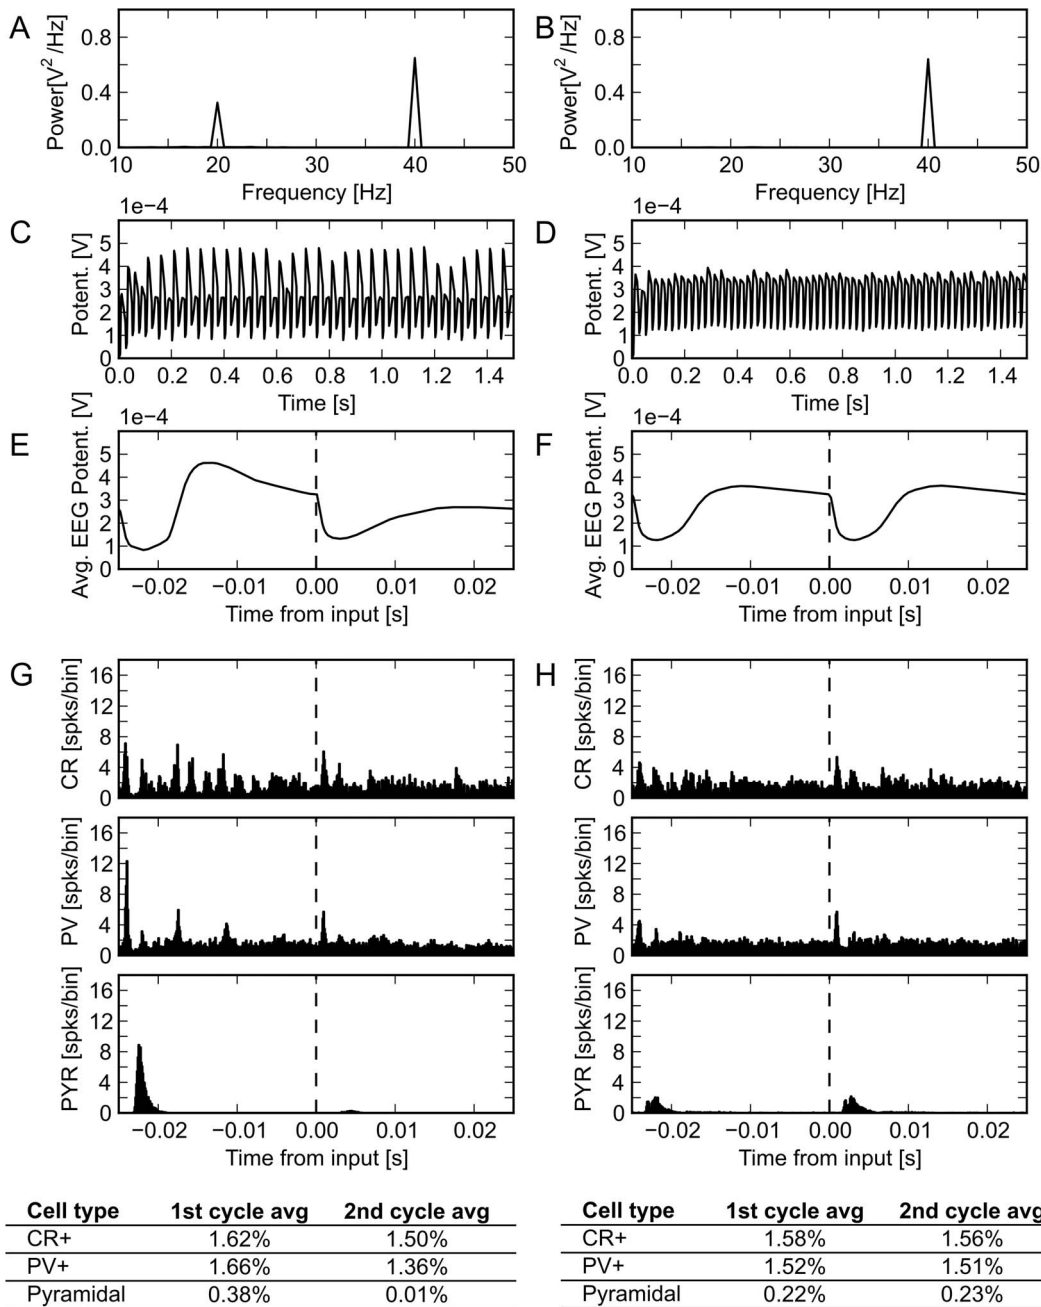 A
Power[V²/Hz]
0.8
0.4
0.0
10 20 30 40 50
Frequency [Hz]
B
Power[V²/Hz]
0.8
0.4
0.0
10 20 30 40 50
Frequency [Hz]
C
1e−4
Potent. [V]
5
4
3
2
1
0
0.0 0.2 0.4 0.6 0.8 1.0 1.2 1.4
Time [s]
D
1e−4
Potent. [V]
5
4
3
2
1
0
0.0 0.2 0.4 0.6 0.8 1.0 1.2 1.4
Time [s]
E
1e−4
Avg. EEG Potent. [V]
5
4
3
2
1
0
−0.02 −0.01 0.00 0.01 0.02
Time from input [s]
F
1e−4
Avg. EEG Potent. [V]
5
4
3
2
1
0
−0.02 −0.01 0.00 0.01 0.02
Time from input [s]
G
CR [spks/bin]
16
12
8
4
0
PV [spks/bin]
16
12
8
4
0
PYR [spks/bin]
16
12
8
4
0
−0.02 −0.01 0.00 0.01 0.02
Time from input [s]
H
CR [spks/bin]
16
12
8
4
0
PV [spks/bin]
16
12
8
4
0
PYR [spks/bin]
16
12
8
4
0
−0.02 −0.01 0.00 0.01 0.02
Time from input [s]
Cell type 1st cycle avg 2nd cycle avg
CR+ 1.62% 1.50%
PV+ 1.66% 1.36%
Pyramidal 0.38% 0.01%
Cell type 1st cycle avg 2nd cycle avg
CR+ 1.58% 1.56%
PV+ 1.52% 1.51%
Pyramidal 0.22% 0.23%